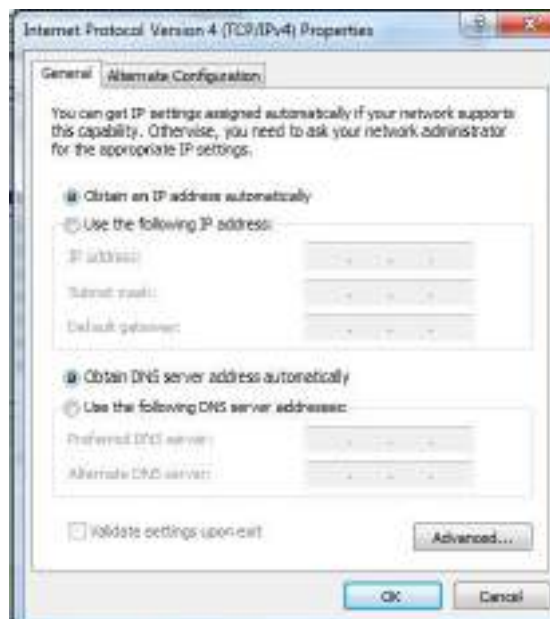 Internet Protocol Version 4 (TCP/IPv4) Properties
General
Alternate Configuration
You can get IP settings assigned automatically if your network supports
this capability. Otherwise, you need to ask your network administrator
for the appropriate IP settings.
Obtain an IP address automatically
Use the following IP address:
IP address:
Subnet mask:
Default gateway:
Obtain DNS server address automatically
Use the following DNS server addresses:
Preferred DNS server:
Alternate DNS server:
Validate settings upon exit
Advanced...
OK
Cancel